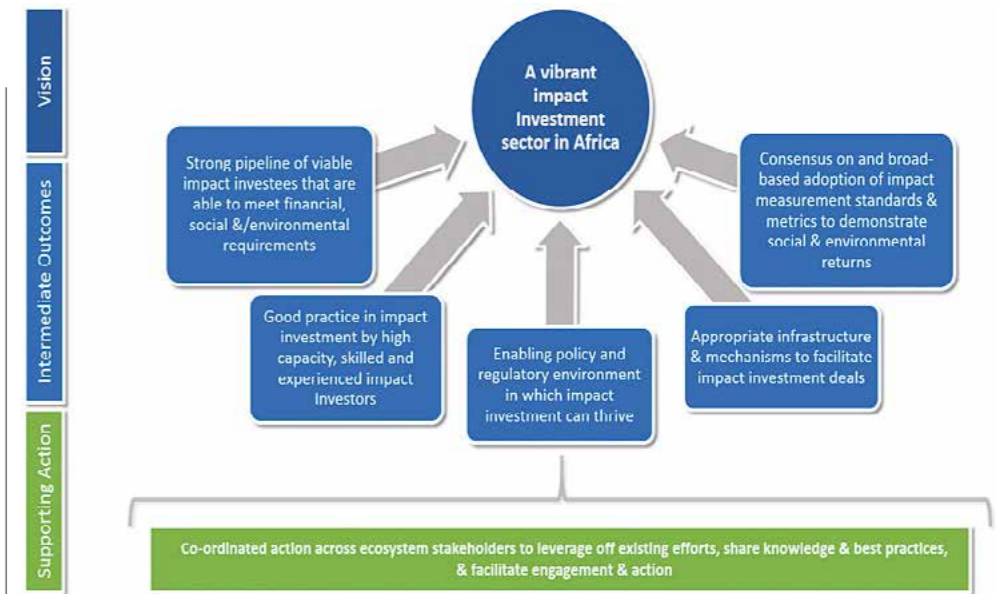 Vision
A vibrant
impact
Investment
sector in Africa
Strong pipeline of viable
impact investees that are
able to meet financial,
social &/environmental
requirements
Consensus on and broad-
based adoption of impact
measurement standards &
metrics to demonstrate
social & environmental
returns
Intermediate Outcomes
Good practice in impact
investment by high
capacity, skilled and
experienced impact
Investors
Enabling policy and
regulatory environment
in which impact
investment can thrive
Appropriate infrastructure
& mechanisms to facilitate
impact investment deals
Supporting Action
Co-ordinated action across ecosystem stakeholders to leverage off existing efforts, share knowledge & best practices,
& facilitate engagement & action